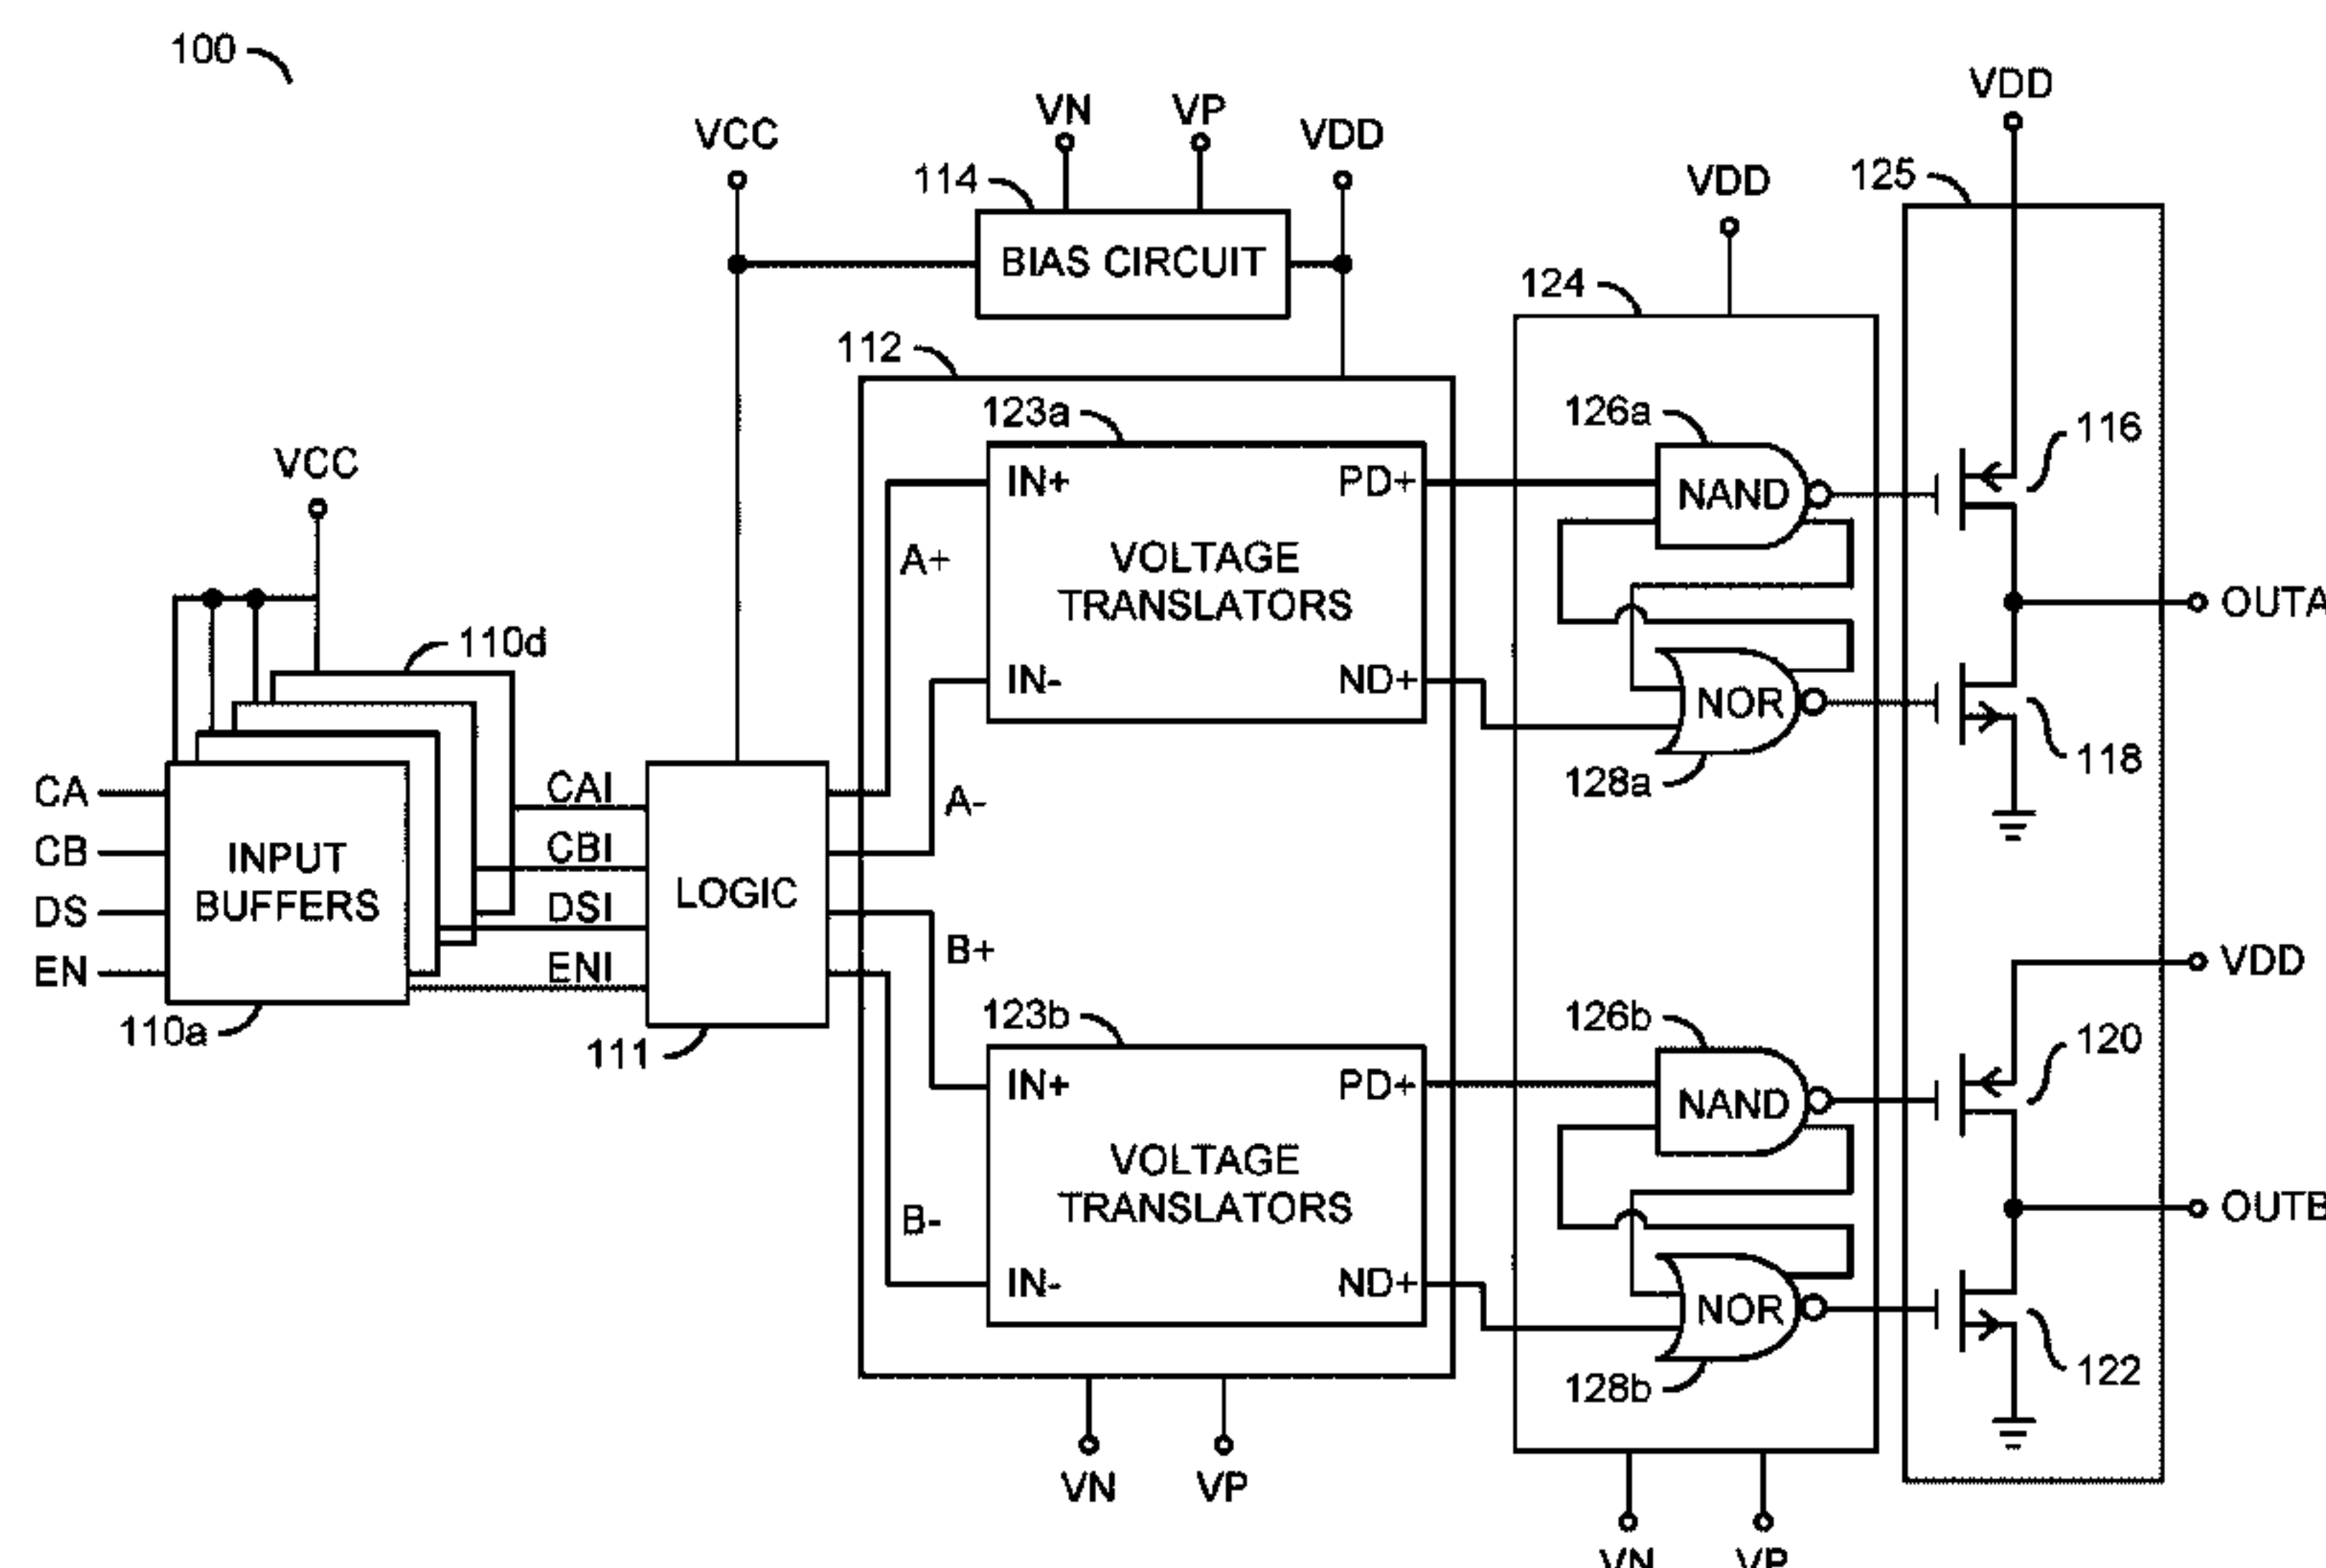 100
VCC
VN
VP
VDD
VDD
114
BIAS CIRCUIT
VDD
125
124
112
123a
126a
116
VCC
IN+
PD+
NAND
A+
VOLTAGE
TRANSLATORS
OUTA
110d
IN-
ND+
NOR
118
128a
CA
CB
DS
EN
INPUT
BUFFERS
CAI
CBI
DSI
ENI
LOGIC
A-
B+
VDD
110a
111
123b
126b
120
IN+
PD+
NAND
VOLTAGE
TRANSLATORS
B-
OUTB
IN-
ND+
NOR
122
128b
VN
VP
VN
VP